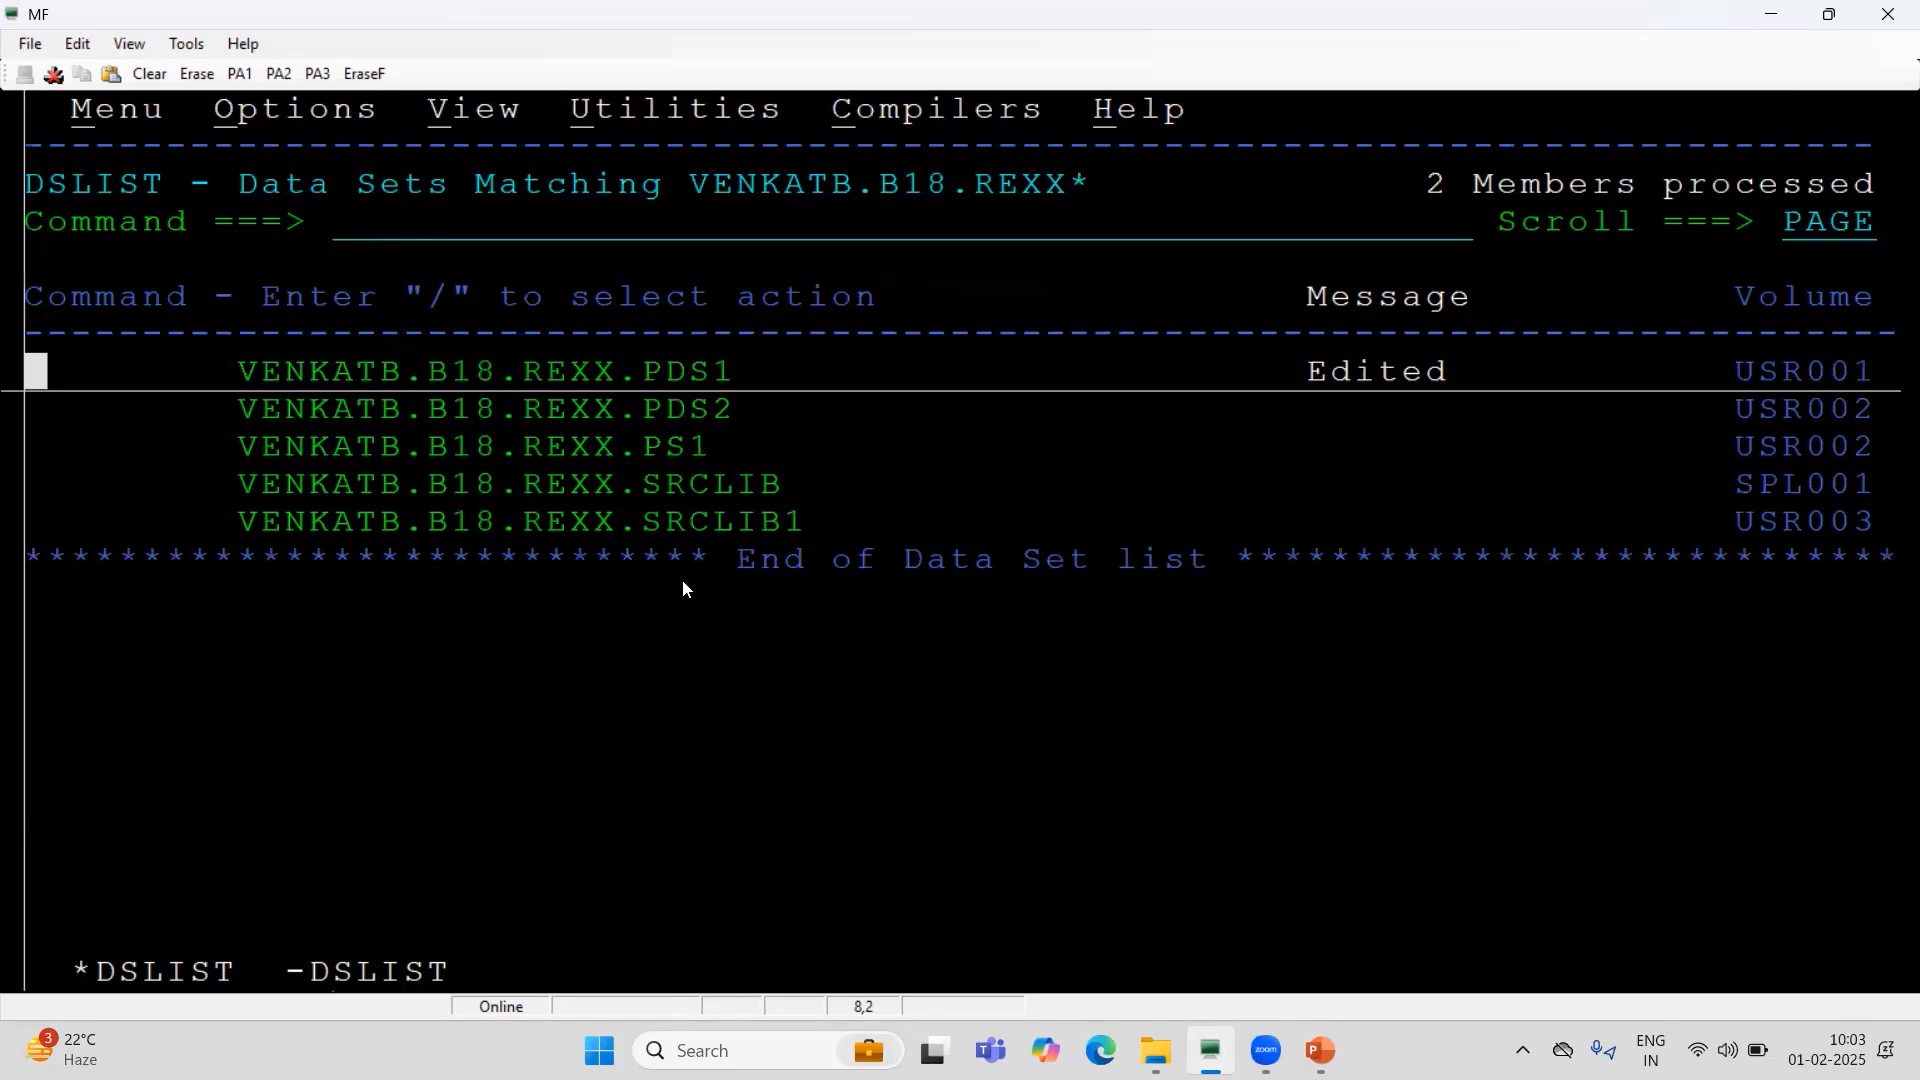 MF
File Edit View Tools Help
Clear Erase PA1 PA2 PA3 EraseF
Menu Options View Utilities Compilers Help
--------------------------------------------------------------------------------
DSLIST - Data Sets Matching VENKATB.B18.REXX* 2 Members processed
Command ===> Scroll ===> PAGE
Command - Enter "/" to select action Message Volume
--------------------------------------------------------------------------------
VENKATB.B18.REXX.PDS1 Edited USR001
VENKATB.B18.REXX.PDS2 USR002
VENKATB.B18.REXX.PS1 USR002
VENKATB.B18.REXX.SRCLIB SPL001
VENKATB.B18.REXX.SRCLIB1 USR003
***************************** End of Data Set list ****************************
*DSLIST -DSLIST
Online 8,2
3 22°C
Haze
Search
zoom
ENG
IN
10:03
01-02-2025